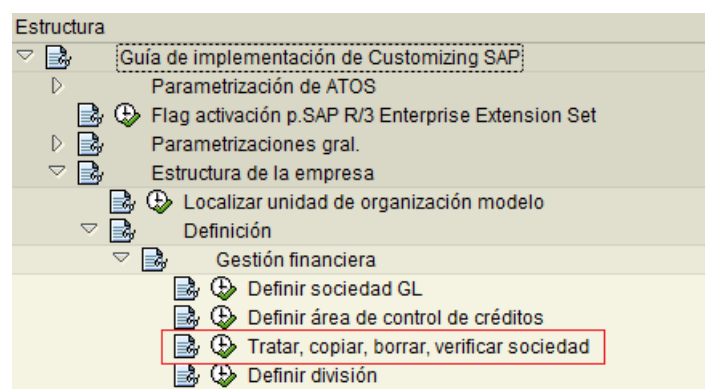 Estructura
Guía de implementación de Customizing SAP
Parametrización de ATOS
Flag activación p.SAP R/3 Enterprise Extension Set
Parametrizaciones gral.
Estructura de la empresa
Localizar unidad de organización modelo
Definición
Gestión financiera
Definir sociedad GL
Definir área de control de créditos
Tratar, copiar, borrar, verificar sociedad
Definir división